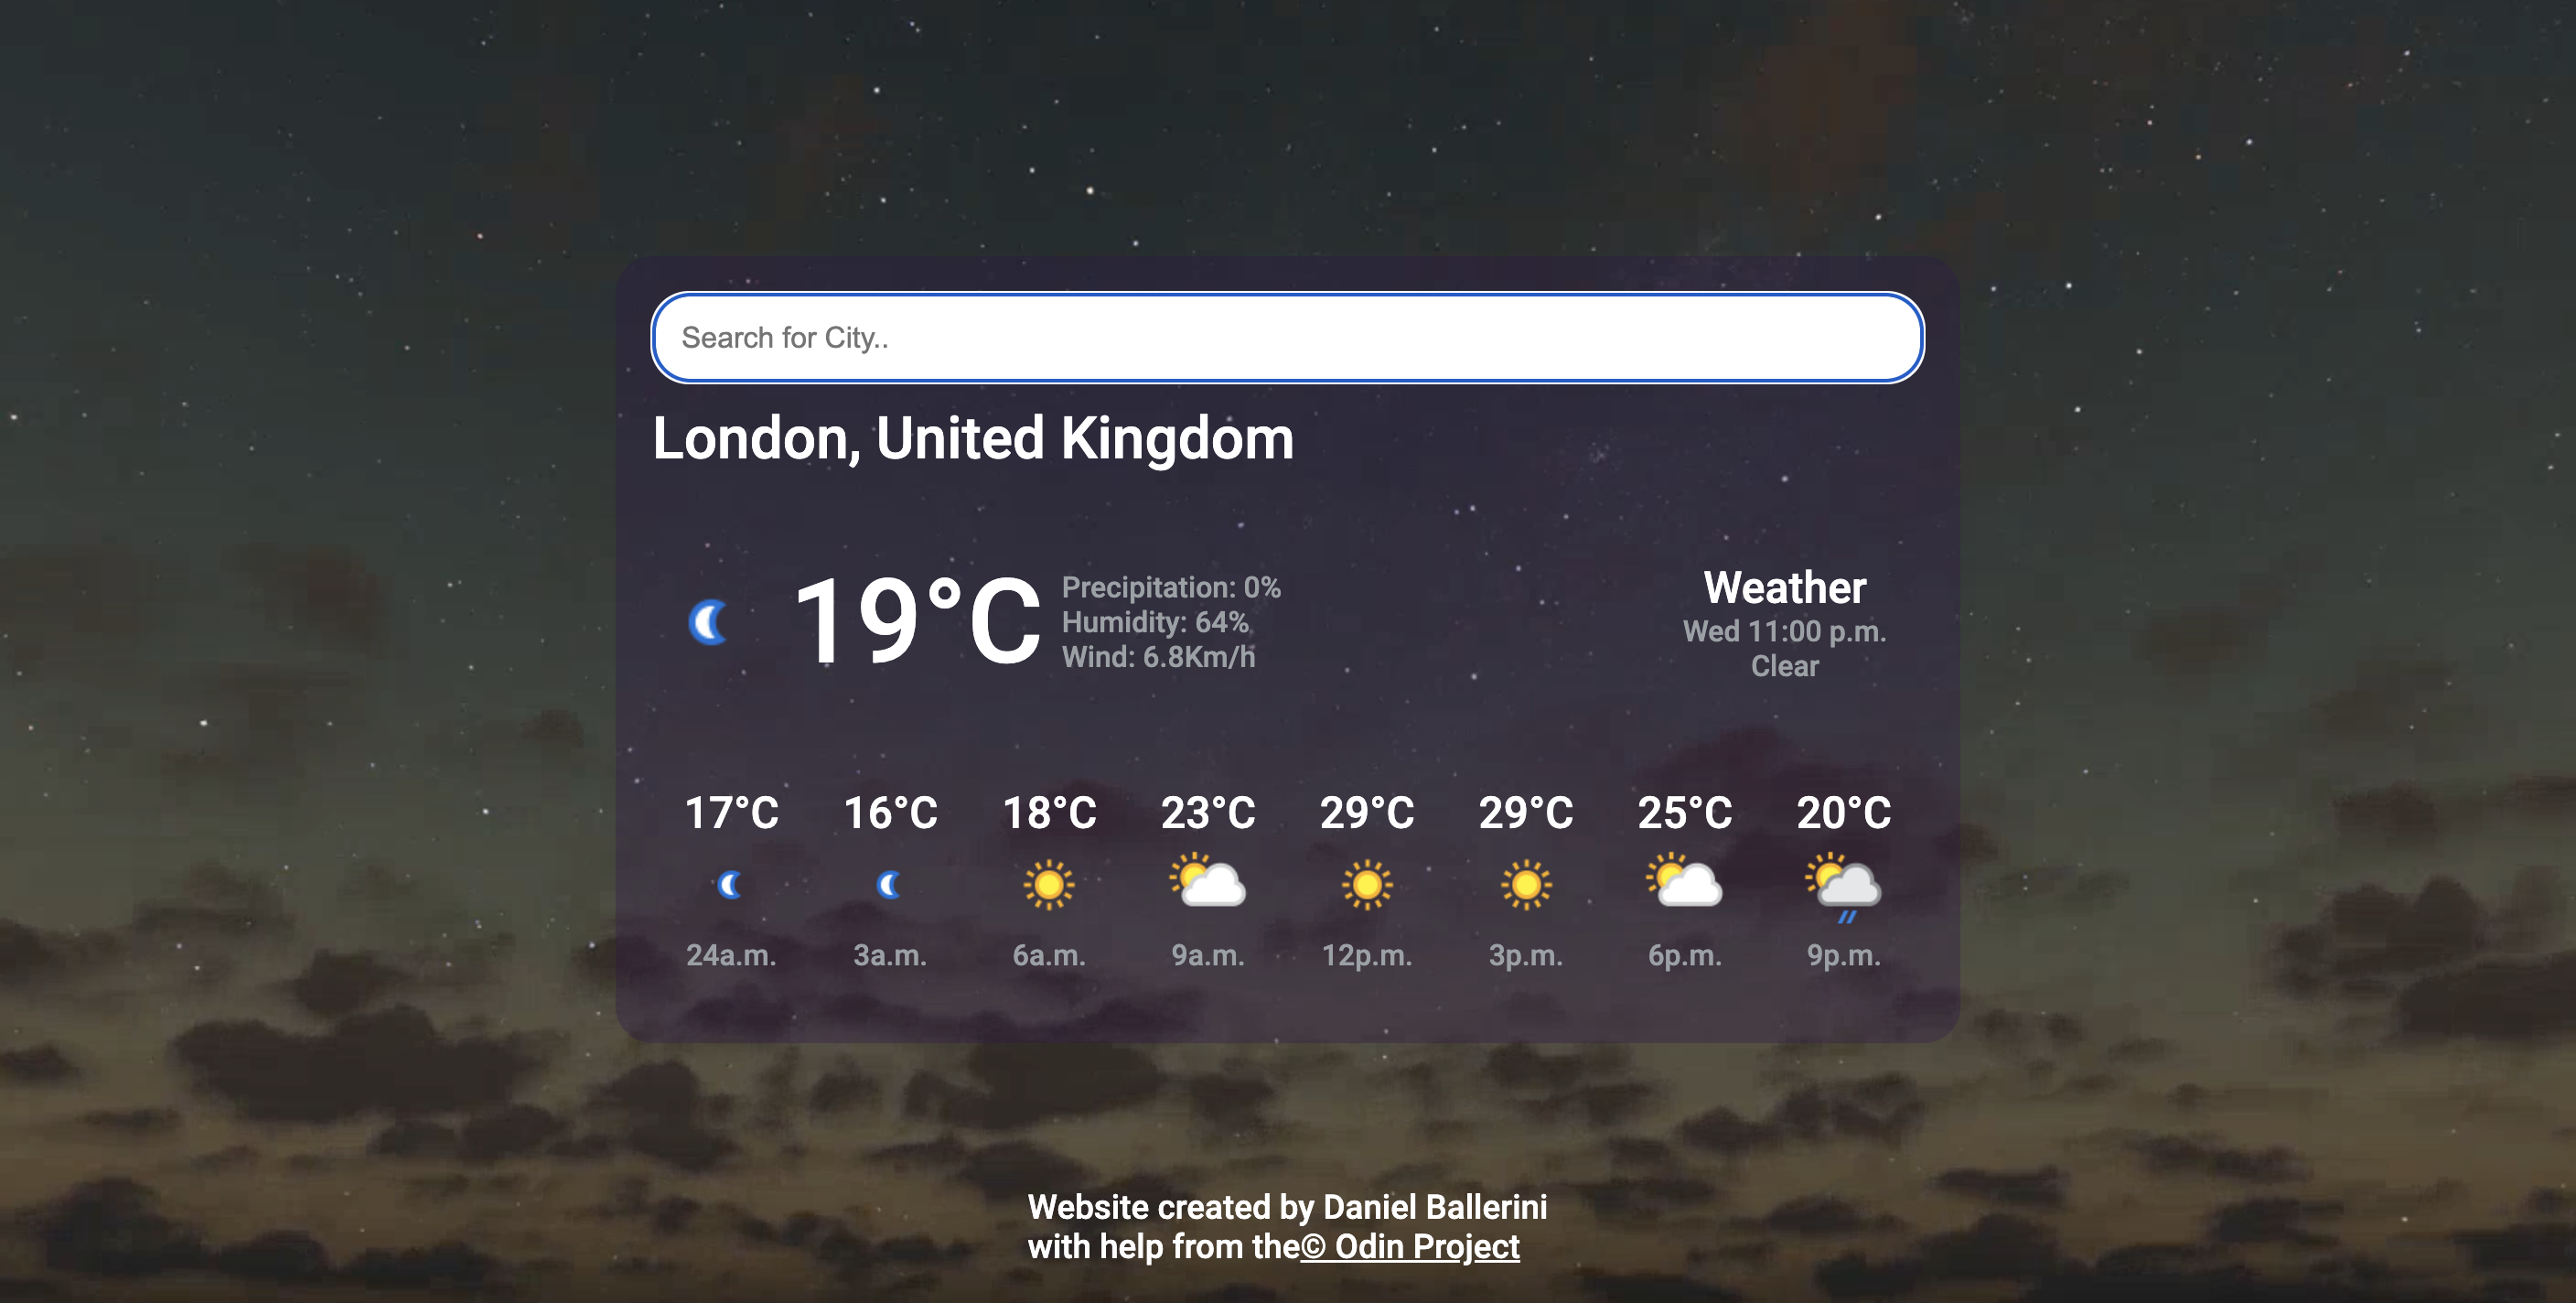 Search for City..
London, United Kingdom
19°C
Precipitation: 0%
Humidity: 64%
Wind: 6.8Km/h
Weather
Wed 11:00 p.m.
Clear
17°C 16°C 18°C 23°C 29°C 29°C 25°C 20°C
24a.m. 3a.m. 6a.m. 9a.m. 12p.m. 3p.m. 6p.m. 9p.m.
Website created by Daniel Ballerini
with help from the© Odin Project